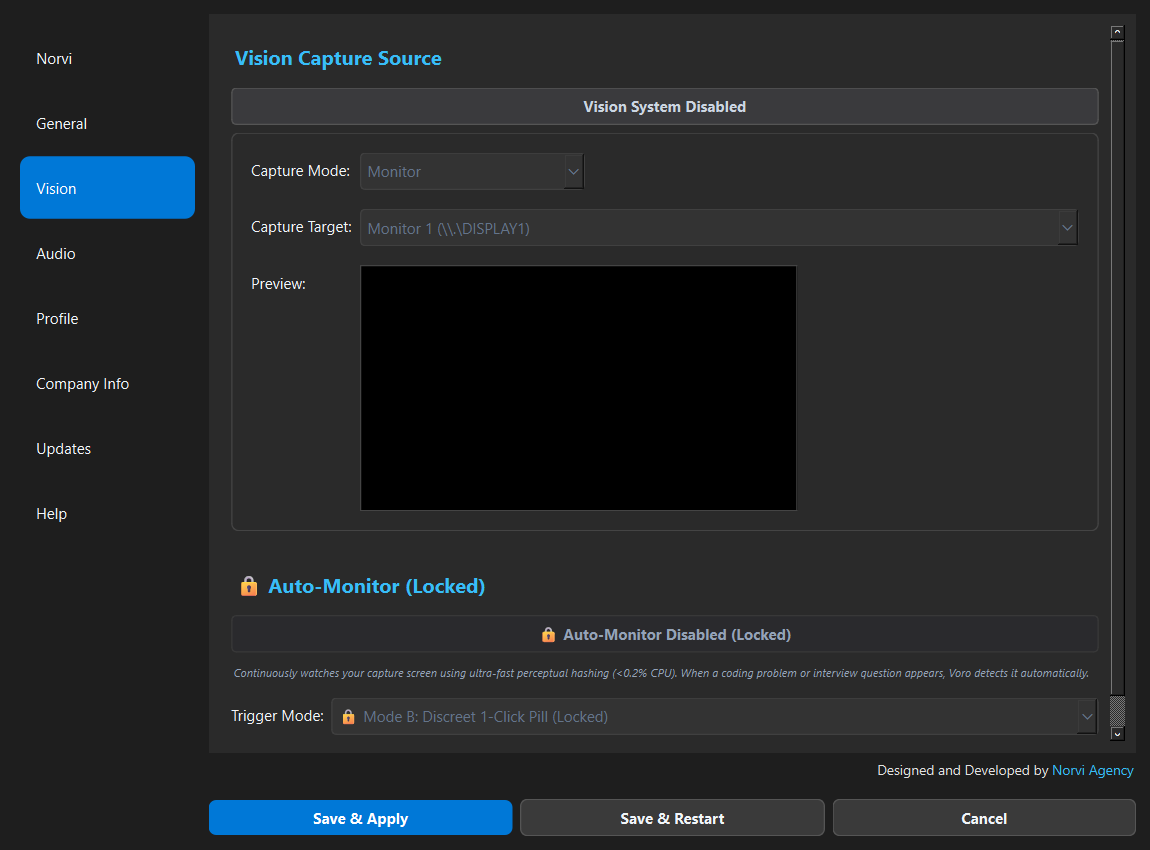 Norvi
General
Vision
Audio
Profile
Company Info
Updates
Help
Vision Capture Source
Vision System Disabled
Capture Mode: Monitor
Capture Target: Monitor 1 (\\.\DISPLAY1)
Preview:
🔒 Auto-Monitor (Locked)
🔒 Auto-Monitor Disabled (Locked)
Continuously watches your capture screen using ultra-fast perceptual hashing (<0.2% CPU). When a coding problem or interview question appears, Voro detects it automatically.
Trigger Mode: 🔒 Mode B: Discreet 1-Click Pill (Locked)
Designed and Developed by Norvi Agency
Save & Apply
Save & Restart
Cancel